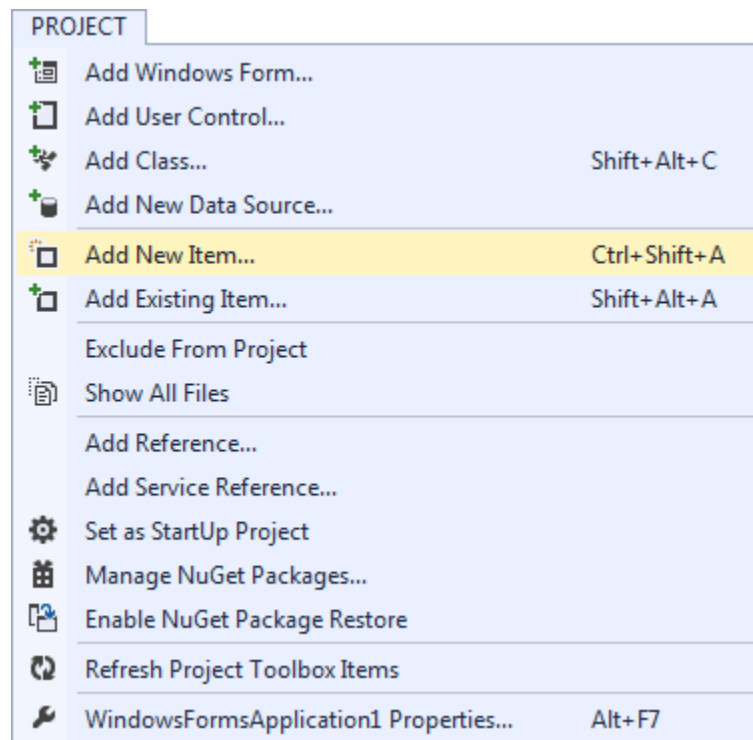 PROJECT
Add Windows Form...
Add User Control...
Add Class... Shift+Alt+C
Add New Data Source...
Add New Item... Ctrl+Shift+A
Add Existing Item... Shift+Alt+A
Exclude From Project
Show All Files
Add Reference...
Add Service Reference...
Set as StartUp Project
Manage NuGet Packages...
Enable NuGet Package Restore
Refresh Project Toolbox Items
WindowsFormsApplication1 Properties... Alt+F7